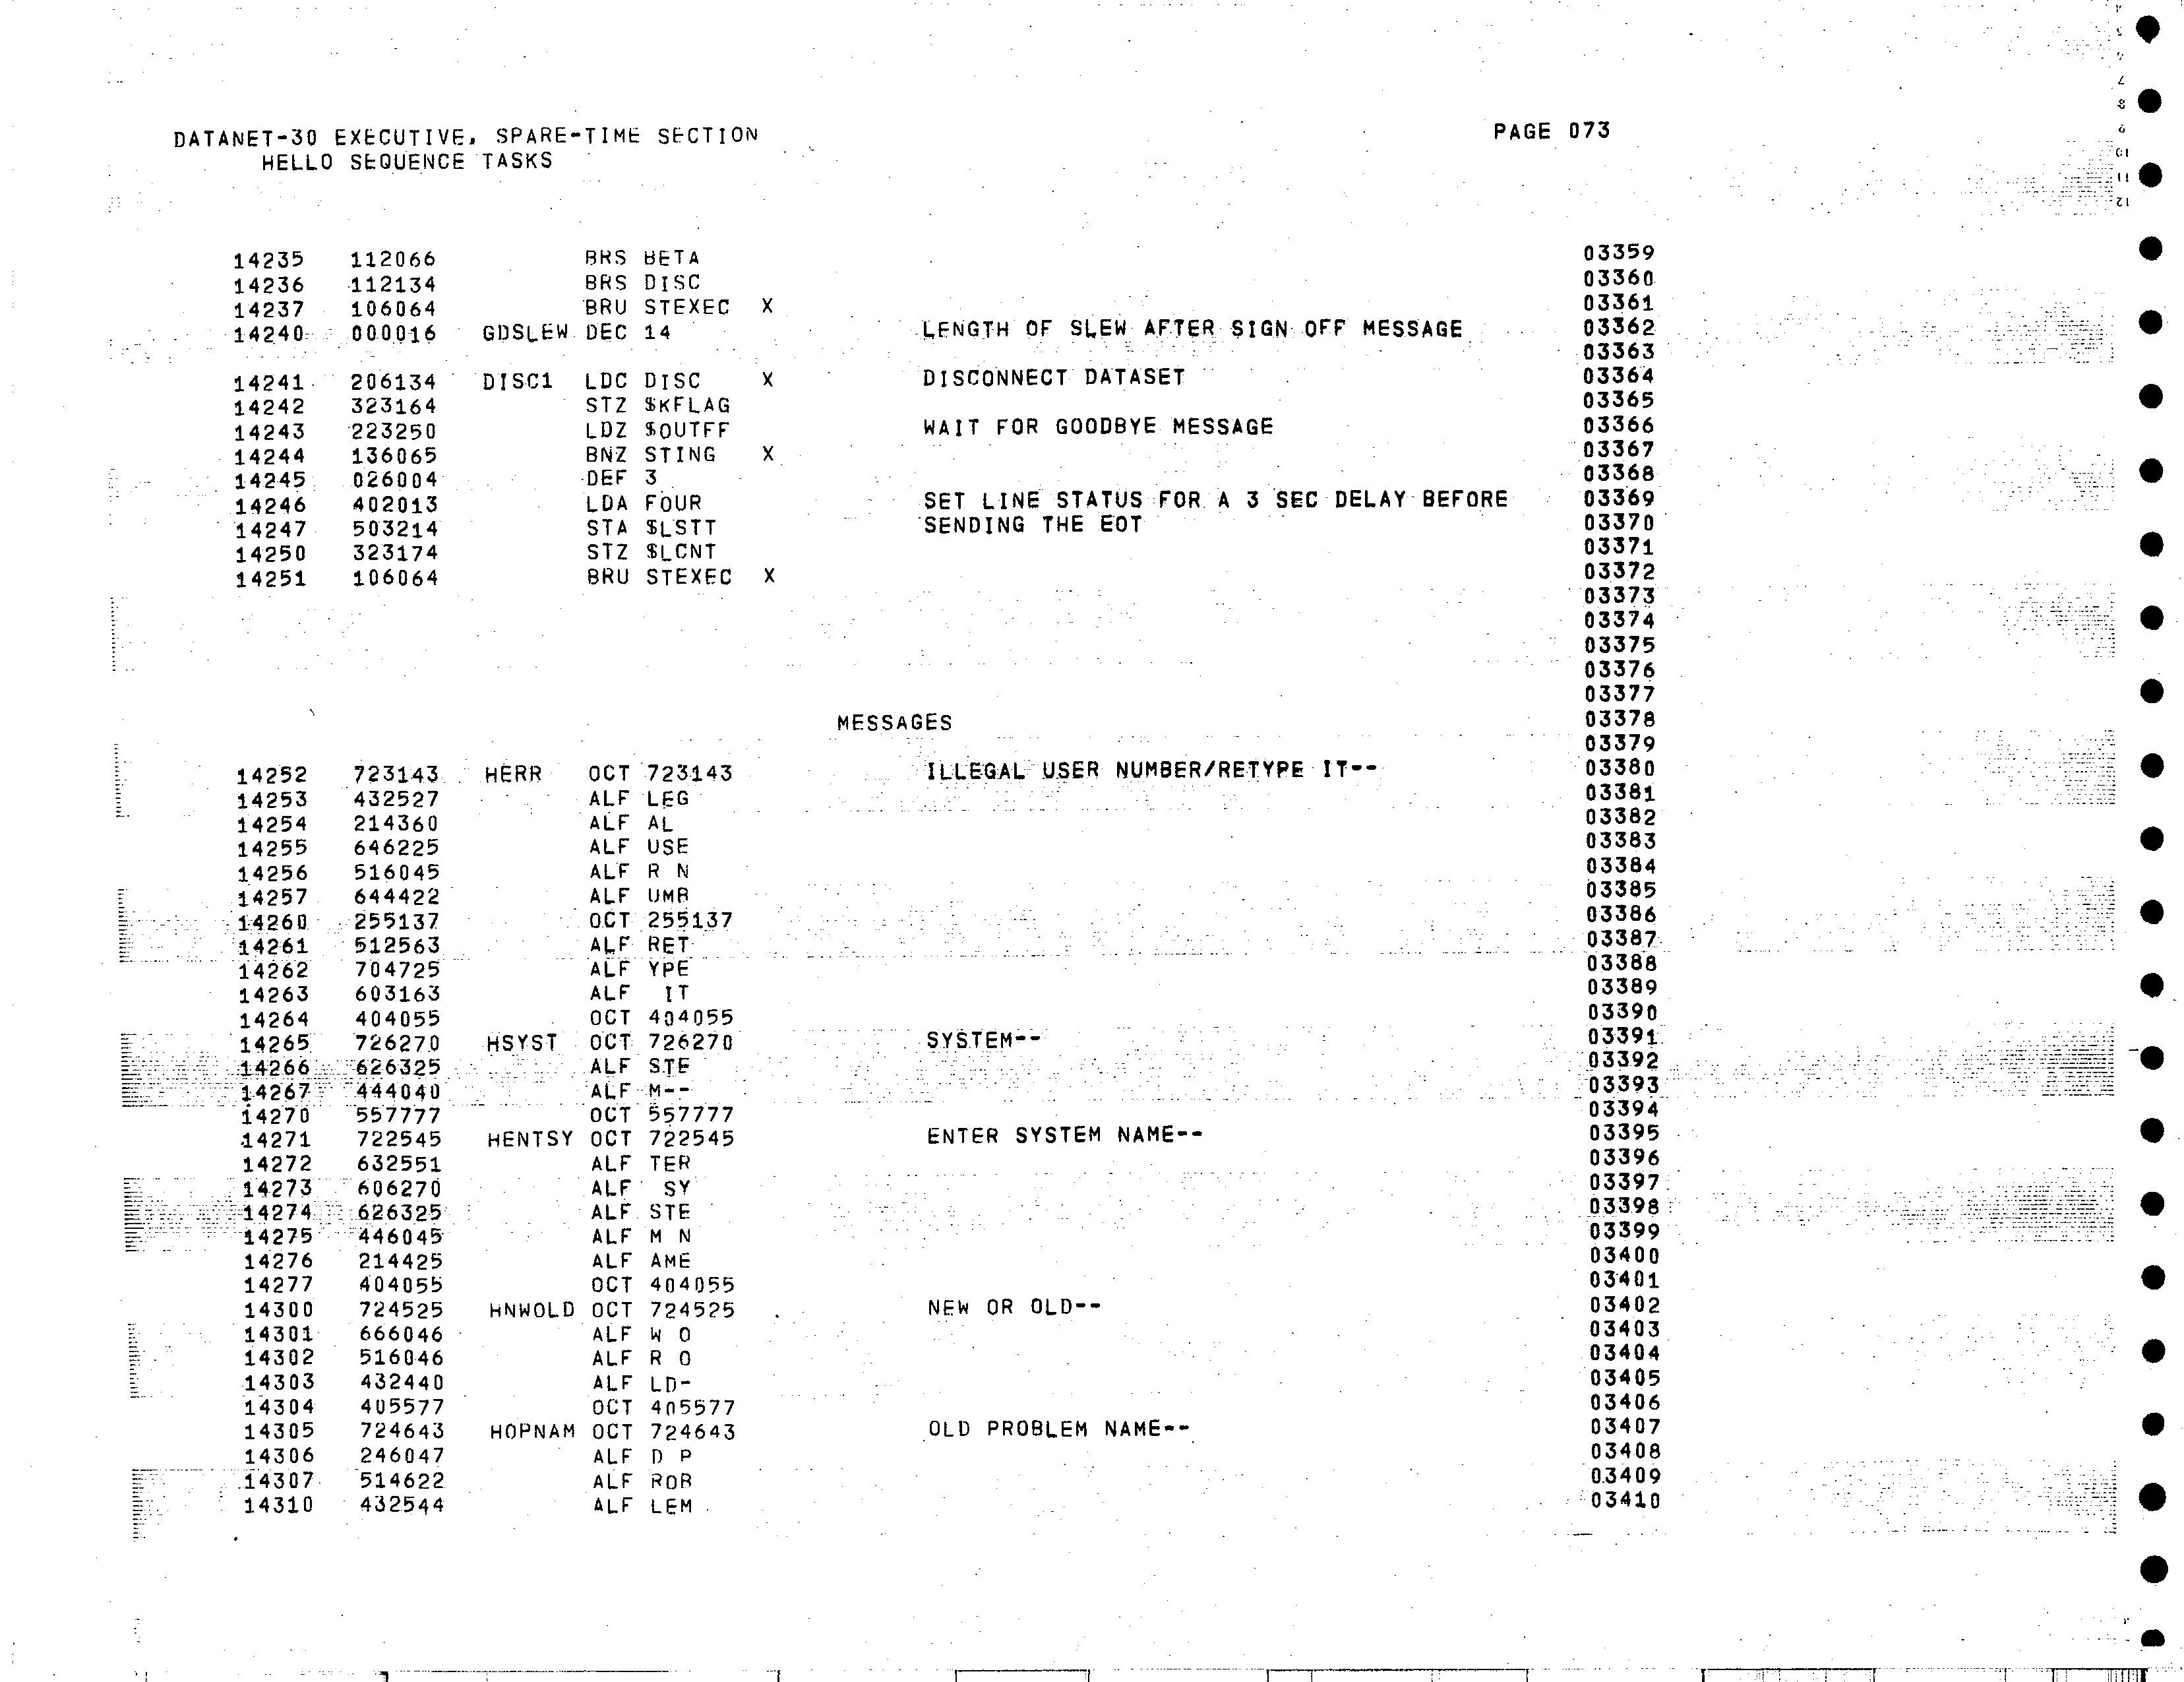 DATANET-30 EXECUTIVE, SPARE-TIME SECTION PAGE 073
HELLO SEQUENCE TASKS
14235 112066 BRS BETA 03359
14236 112134 BRS DISC 03360
14237 106064 BRU STEXEC X 03361
14240 000016 GDSLEW DEC 14 LENGTH OF SLEW AFTER SIGN OFF MESSAGE 03362
03363
14241 206134 DISC1 LDC DISC X DISCONNECT DATASET 03364
14242 323164 STZ $KFLAG 03365
14243 223250 LDZ $OUTFF WAIT FOR GOODBYE MESSAGE 03366
14244 136065 BNZ STING X 03367
14245 026004 DEF 3 03368
14246 402013 LDA FOUR SET LINE STATUS FOR A 3 SEC DELAY BEFORE 03369
14247 503214 STA $LSTT SENDING THE EOT 03370
14250 323174 STZ $LCNT 03371
14251 106064 BRU STEXEC X 03372
03373
03374
03375
03376
03377
MESSAGES 03378
03379
14252 723143 HERR OCT 723143 ILLEGAL USER NUMBER/RETYPE IT-- 03380
14253 432527 ALF LEG 03381
14254 214360 ALF AL 03382
14255 646225 ALF USE 03383
14256 516045 ALF R N 03384
14257 644422 ALF UMB 03385
14260 255137 OCT 255137 03386
14261 512563 ALF RET 03387
14262 704725 ALF YPE 03388
14263 603163 ALF IT 03389
14264 404055 OCT 404055 03390
14265 726270 HSYST OCT 726270 SYSTEM-- 03391
14266 626325 ALF STE 03392
14267 444040 ALF M-- 03393
14270 557777 OCT 557777 03394
14271 722545 HENTSY OCT 722545 ENTER SYSTEM NAME-- 03395
14272 632551 ALF TER 03396
14273 606270 ALF SY 03397
14274 626325 ALF STE 03398
14275 446045 ALF M N 03399
14276 214425 ALF AME 03400
14277 404055 OCT 404055 03401
14300 724525 HNWOLD OCT 724525 NEW OR OLD-- 03402
14301 666046 ALF W O 03403
14302 516046 ALF R O 03404
14303 432440 ALF LD- 03405
14304 405577 OCT 405577 03406
14305 724643 HOPNAM OCT 724643 OLD PROBLEM NAME-- 03407
14306 246047 ALF D P 03408
14307 514622 ALF ROB 03409
14310 432544 ALF LEM 03410